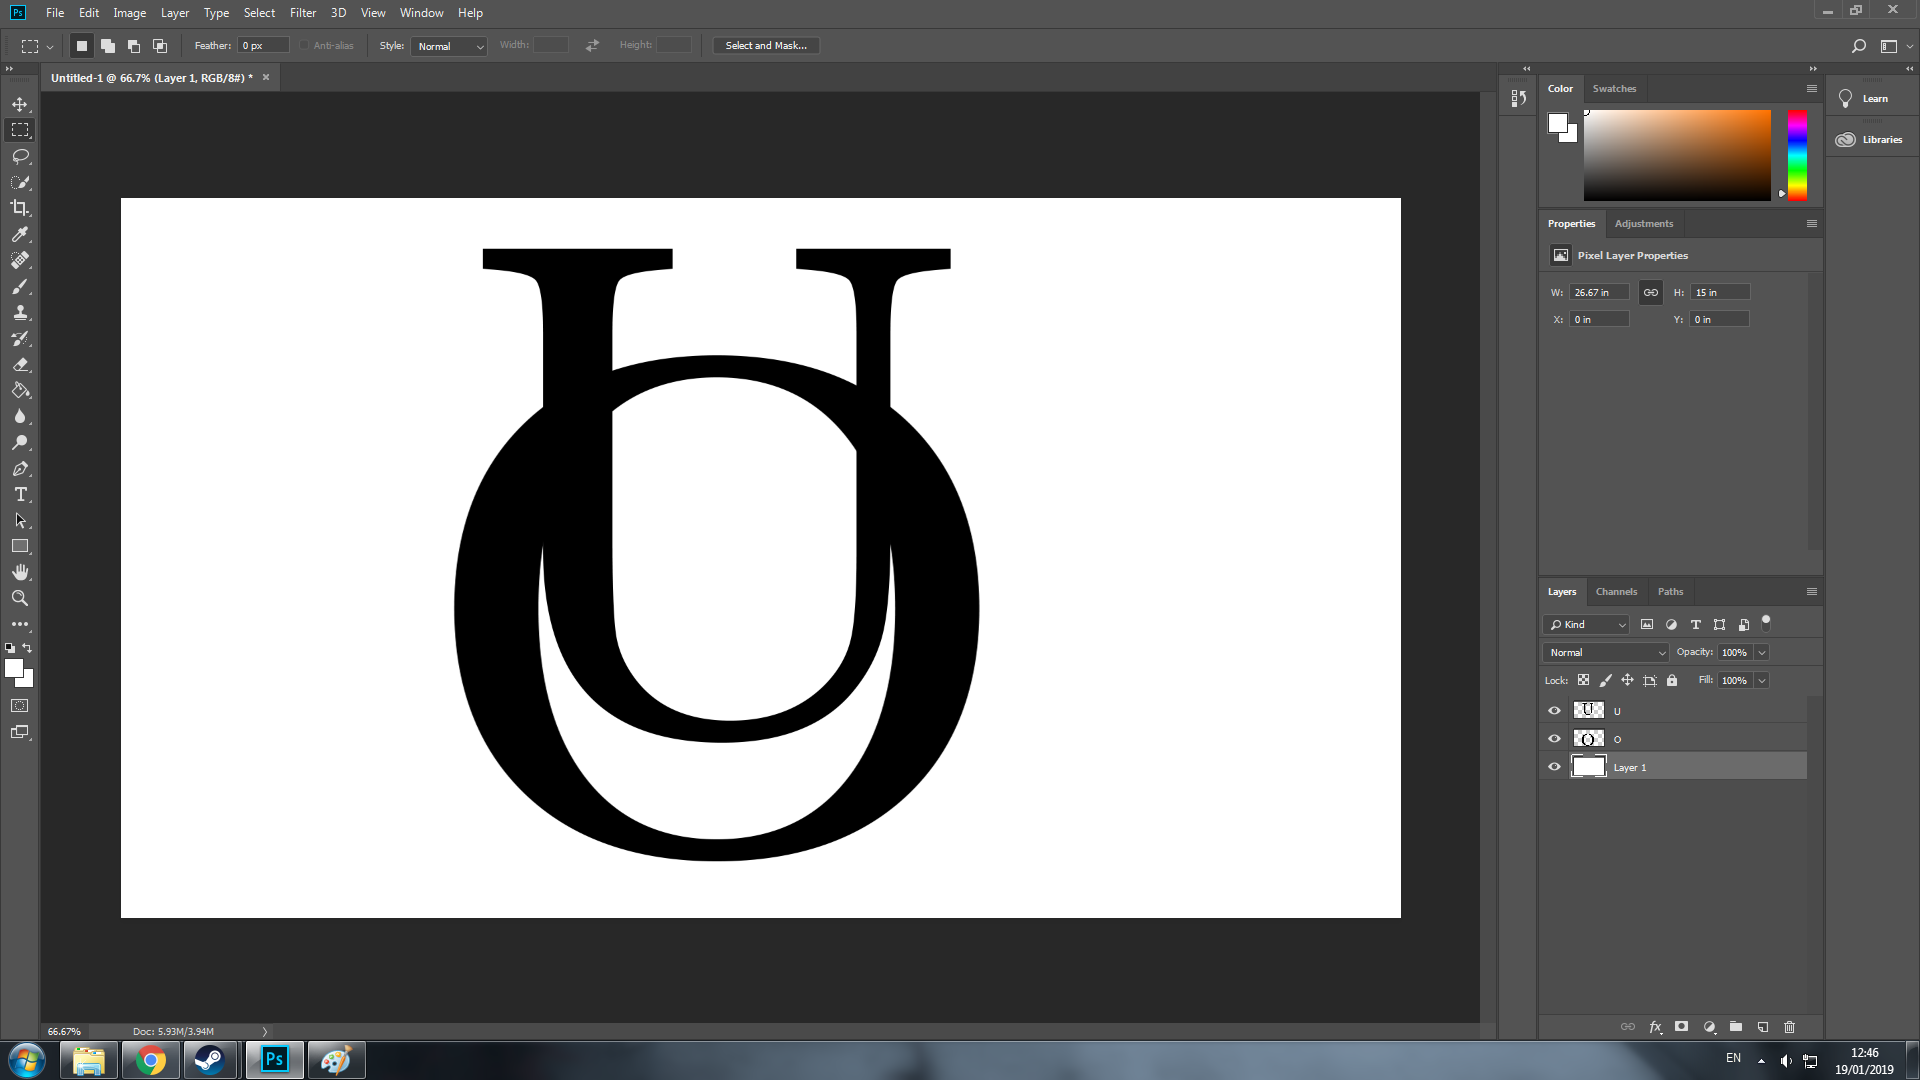 Ps File Edit Image Layer Type Select Filter 3D View Window Help
Feather: 0 px Anti-alias Style: Normal Width: Height: Select and Mask...
Untitled-1 @ 66.7% (Layer 1, RGB/8#) * ×
Color Swatches
Learn
Libraries
Properties Adjustments
Pixel Layer Properties
W: 26.67 in H: 15 in
X: 0 in Y: 0 in
U
O
Layers Channels Paths
Kind
Normal Opacity: 100%
Lock: Fill: 100%
U U
O O
Layer 1
fx
66.67% Doc: 5.93M/3.94M
Ps
EN
12:46
19/01/2019